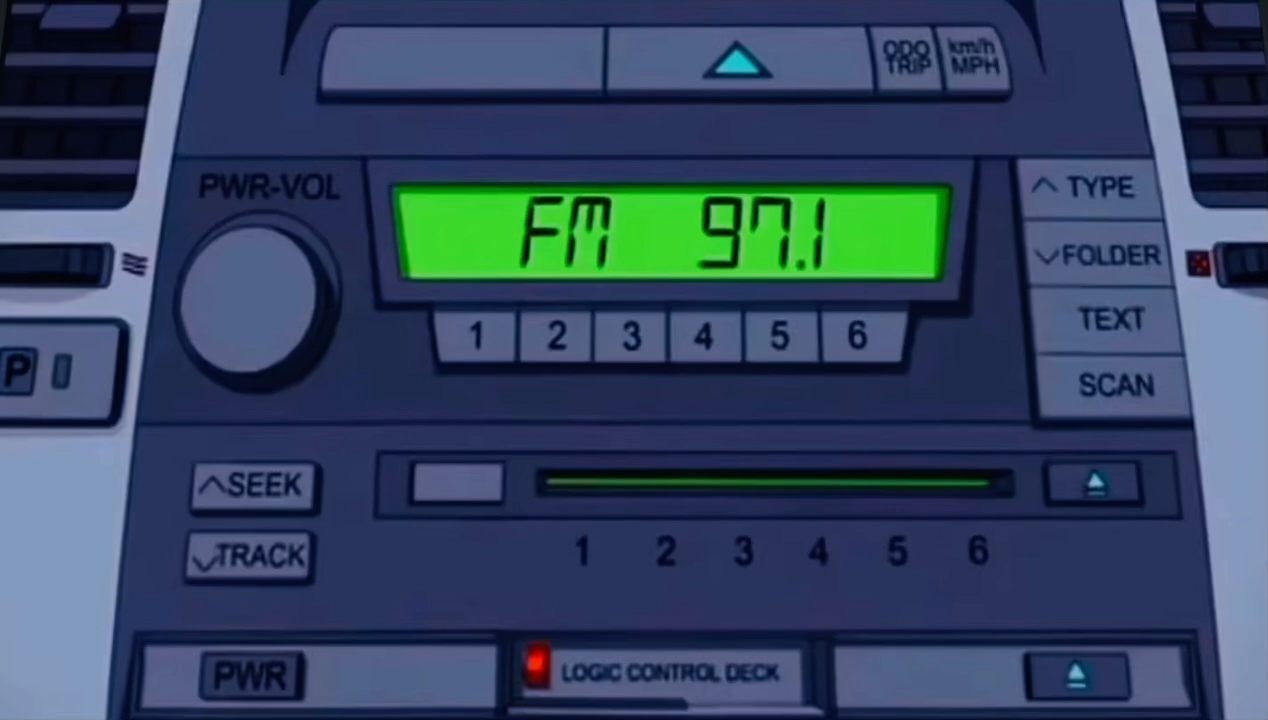 ODO TRIP
km/h MPH
PWR-VOL
FM 97.1
TYPE
FOLDER
TEXT
SCAN
1 2 3 4 5 6
P
SEEK
TRACK
1 2 3 4 5 6
PWR
LOGIC CONTROL DECK